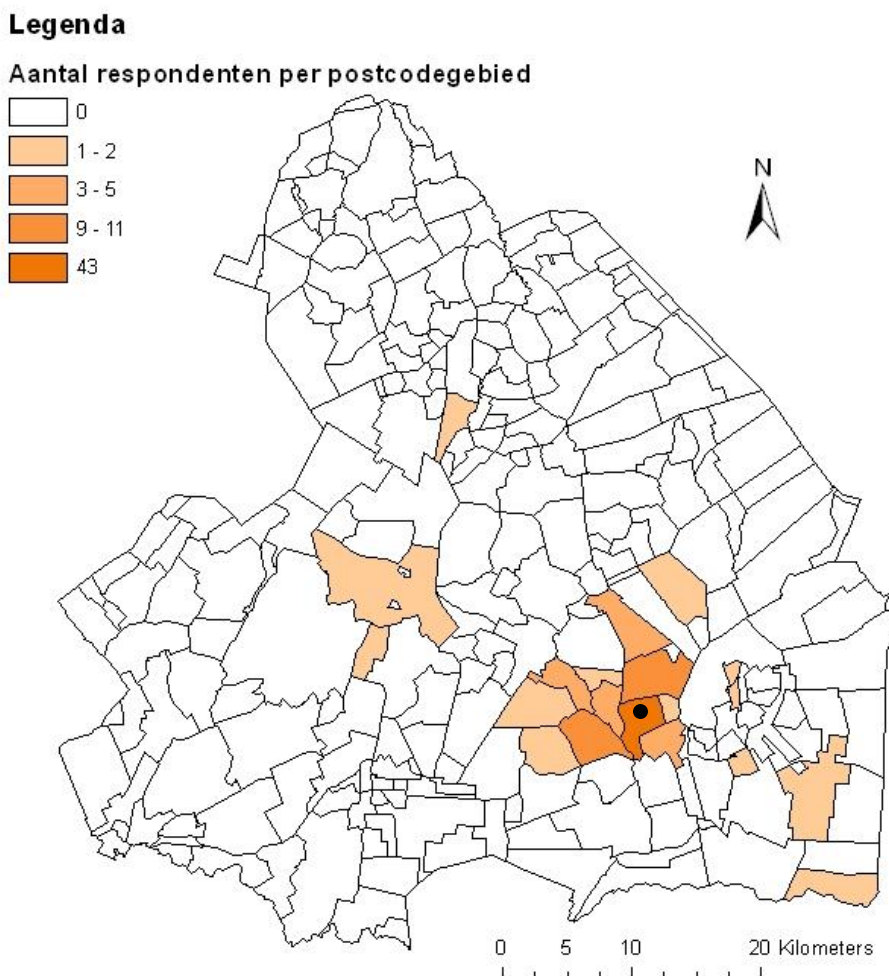 Legenda
Aantal respondenten per postcodegebied
0
1 - 2
3 - 5
9 - 11
43
N
0 5 10 20 Kilometers